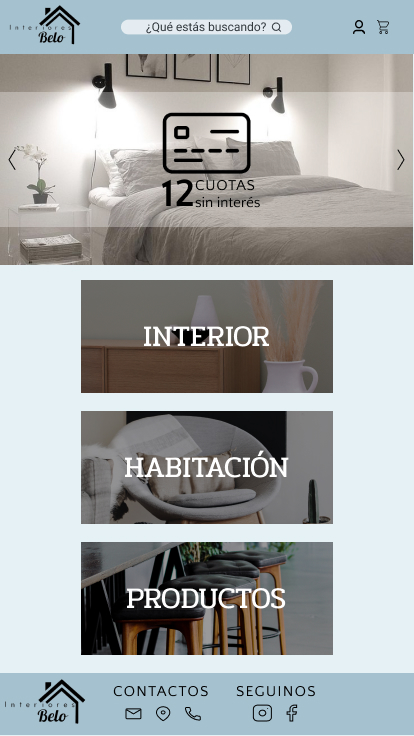 Interiores
Belo
¿Qué estás buscando?
12 CUOTAS
sin interés
INTERIOR
HABITACIÓN
PRODUCTOS
Interiores
Belo
CONTACTOS
SEGUINOS